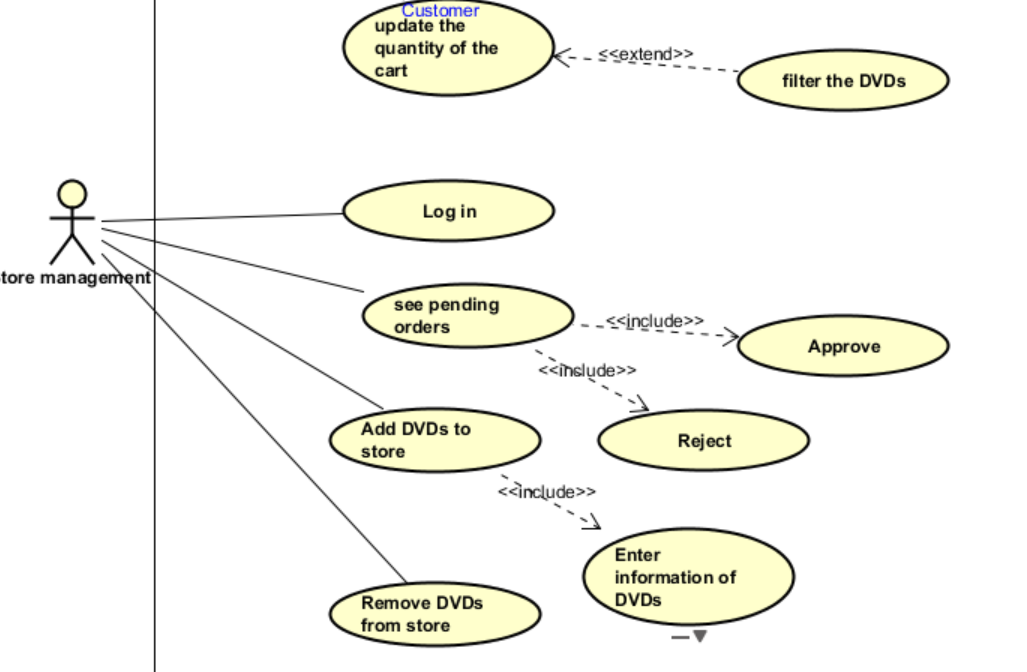 Customer
update the
quantity of the
cart
<<extend>>
filter the DVDs
Log in
tore management
see pending
orders
<<include>>
Approve
<<include>>
Reject
Add DVDs to
store
<<include>>
Enter
information of
DVDs
Remove DVDs
from store